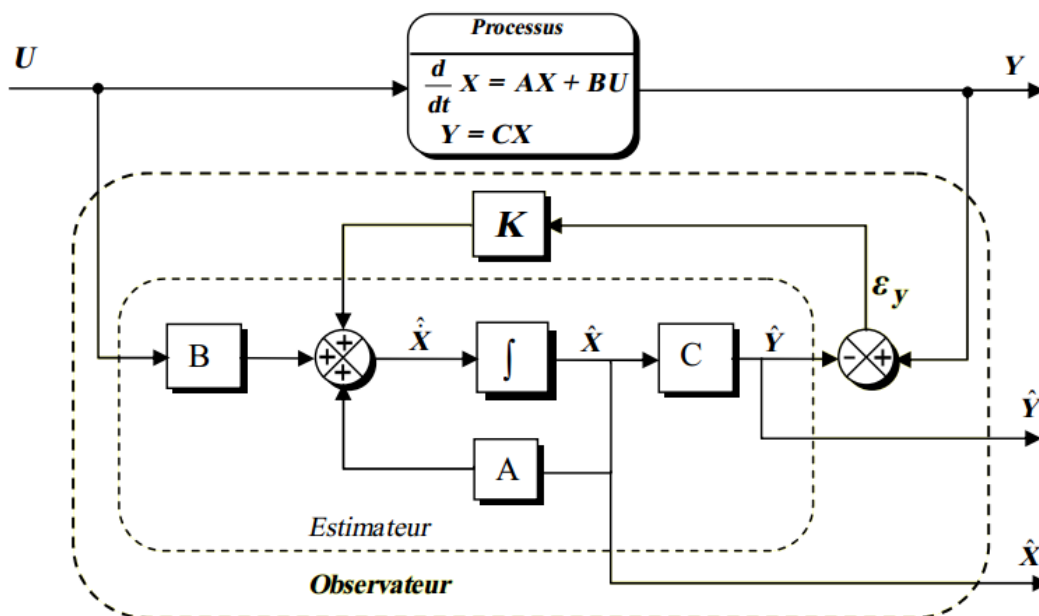 Processus
U
d/dt X = AX + BU
Y = CX
Y
K
ε_y
B
+
+
+
X̂̇
∫
X̂
C
Ŷ
-
+
Ŷ
A
Estimateur
X̂
Observateur